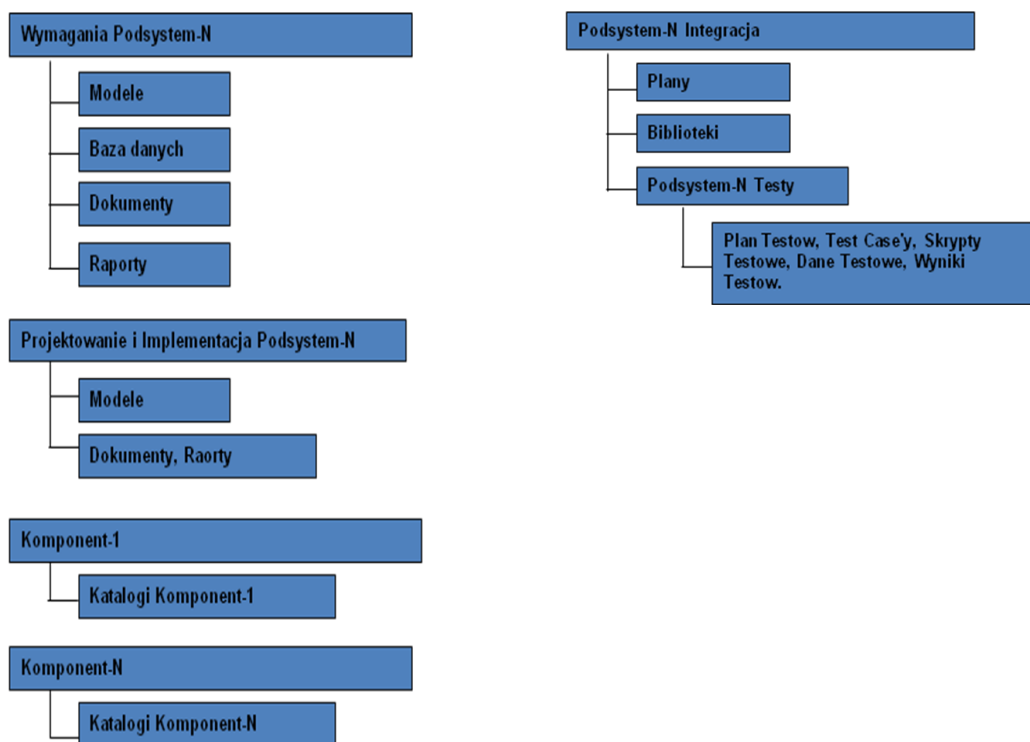 Wymagania Podsystem-N
Modele
Baza danych
Dokumenty
Raporty
Projektowanie i Implementacja Podsystem-N
Modele
Dokumenty, Raorty
Komponent-1
Katalogi Komponent-1
Komponent-N
Katalogi Komponent-N
Podsystem-N Integracja
Plany
Biblioteki
Podsystem-N Testy
Plan Testow, Test Case'y, Skrypty
Testowe, Dane Testowe, Wyniki
Testow.